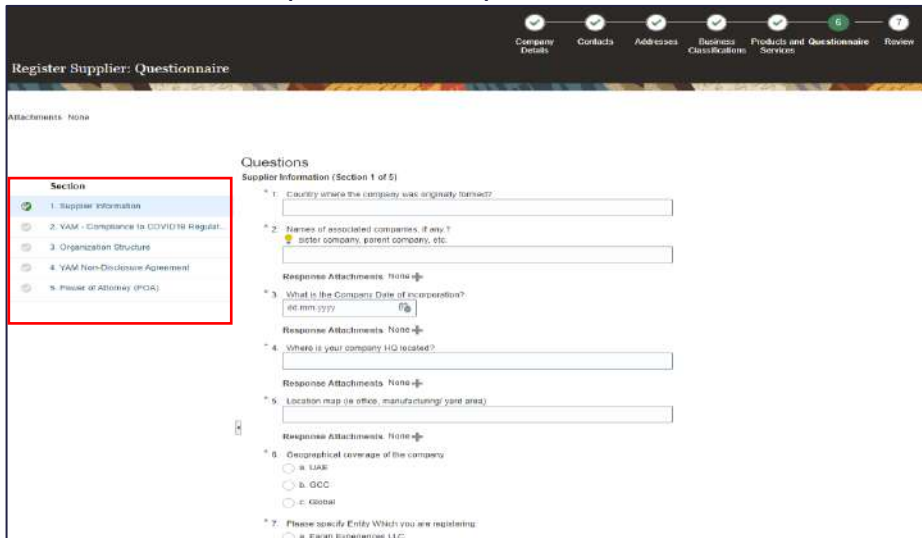 6
7
Company Details
Contacts
Addresses
Business Classifications
Products and Services
Questionnaire
Review
Register Supplier: Questionnaire
Attachments None
Questions
Supplier Information (Section 1 of 5)
Section
1. Supplier Information
2. YAM - Compliance to COVID19 Regulat...
3. Organization Structure
4. YAM Non-Disclosure Agreement
5. Power of Attorney (POA)
* 1. Country where the company was originally formed?
* 2. Names of associated companies, if any ?
sister company, parent company, etc.
Response Attachments None
* 3. What is the Company Date of incorporation?
dd.mm.yyyy
Response Attachments None
* 4. Where is your company HQ located?
Response Attachments None
* 5. Location map (ie office, manufacturing/ yard area)
Response Attachments None
* 6. Geographical coverage of the company
a. UAE
b. GCC
c. Global
* 7. Please specify Entity Which you are registering
a. Farah Experiences LLC